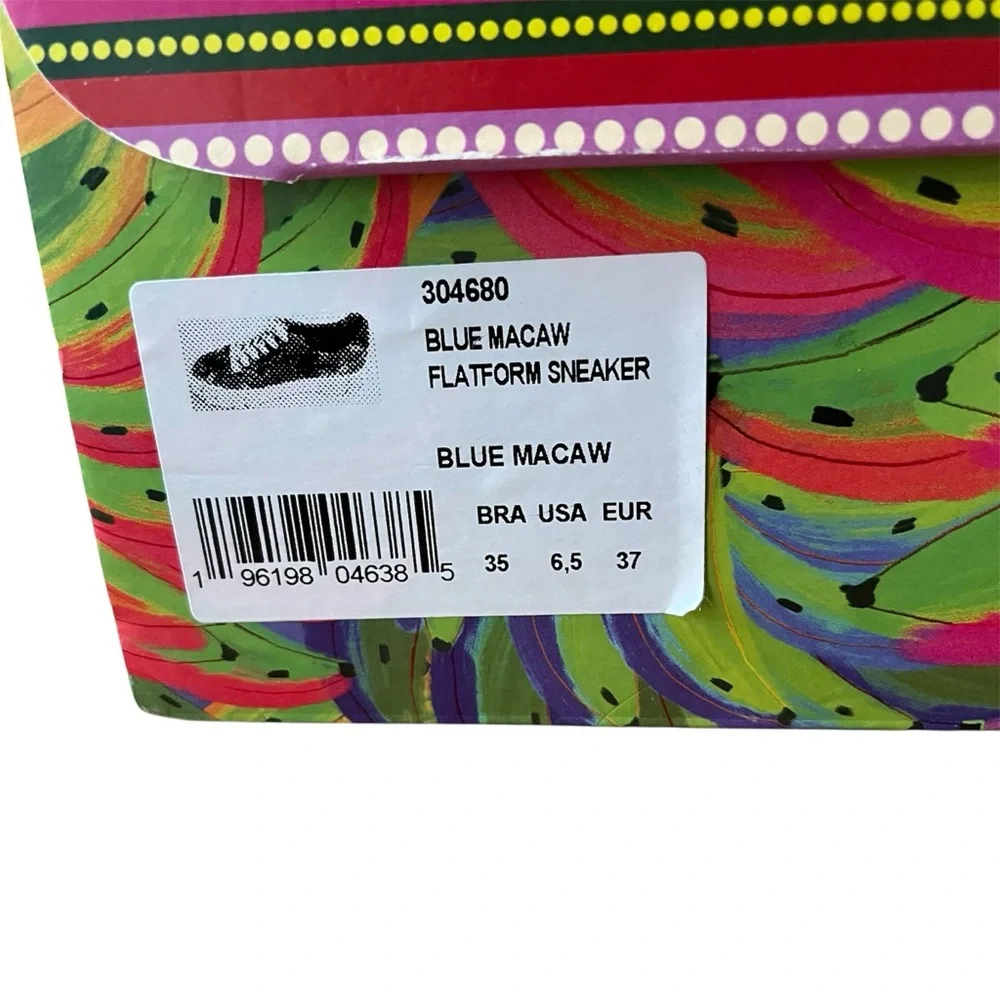 304680
BLUE MACAW
FLATFORM SNEAKER
BLUE MACAW
BRA USA EUR
35 6,5 37
1 96198 04638 5